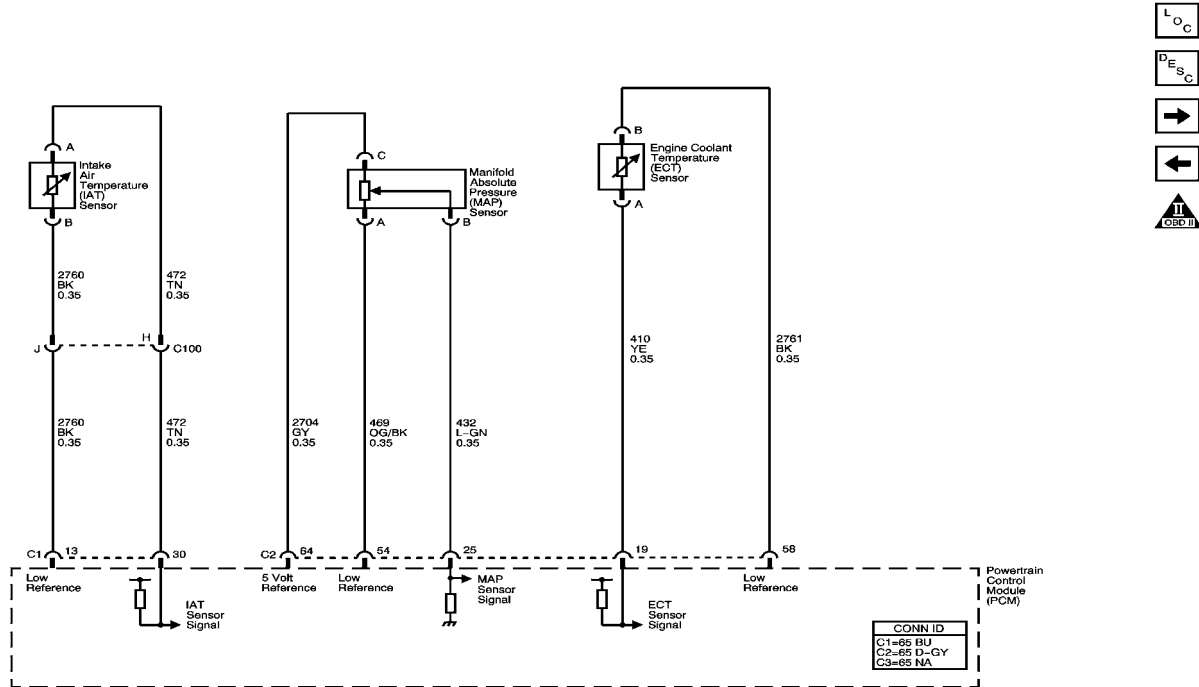 LOC
DESC
II
OBD II
A
Intake
Air
Temperature
(IAT)
Sensor
B
C
Manifold
Absolute
Pressure
(MAP)
Sensor
A
B
B
Engine Coolant
Temperature
(ECT)
Sensor
A
2760
BK
0.35
472
TN
0.35
J
H
C100
410
YE
0.35
2761
BK
0.35
2760
BK
0.35
472
TN
0.35
2704
GY
0.35
469
OG/BK
0.35
432
L-GN
0.35
C1 13
30
C2 64
54
25
19
58
Low
Reference
IAT
Sensor
Signal
5 Volt
Reference
Low
Reference
MAP
Sensor
Signal
ECT
Sensor
Signal
Low
Reference
Powertrain
Control
Module
(PCM)
CONN ID
C1=65 BU
C2=65 D-GY
C3=65 NA